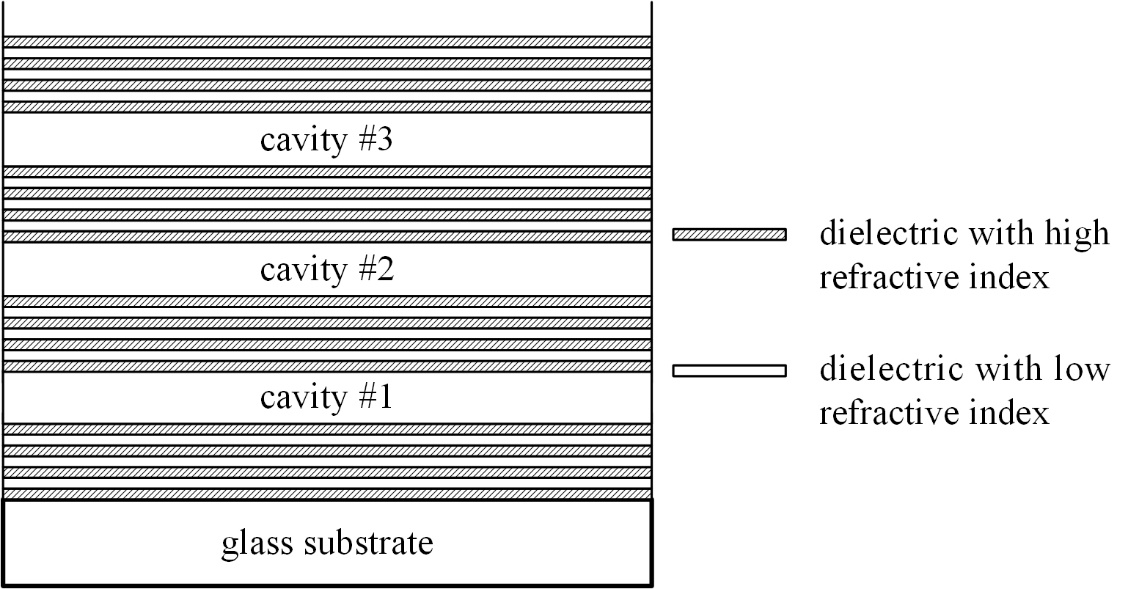 cavity #3
cavity #2
cavity #1
glass substrate
dielectric with high
refractive index
dielectric with low
refractive index